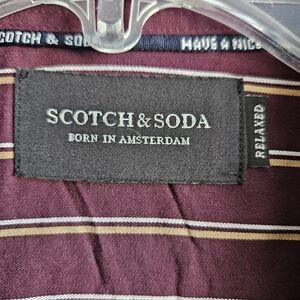 SCOTCH & SODA
HAVE A NICE
SCOTCH & SODA
BORN IN AMSTERDAM
RELAXED